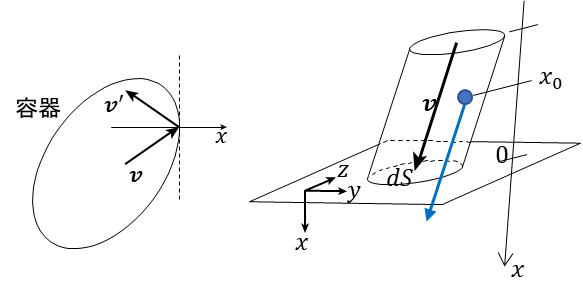 容器
v′
x
v
x₀
v
0
dS
z
y
x
x